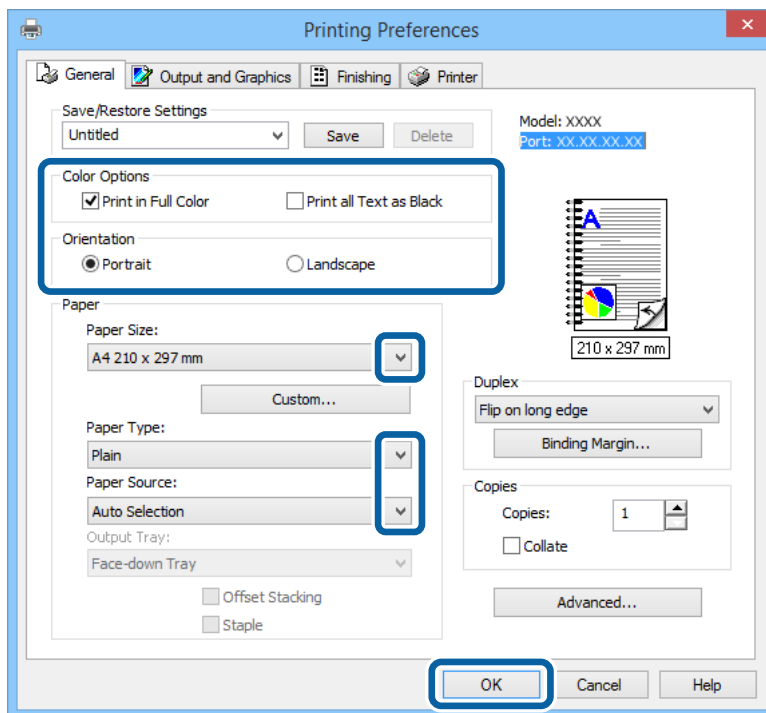 Printing Preferences
General
Output and Graphics
Finishing
Printer
Save/Restore Settings
Untitled
Save
Delete
Model: XXXX
Port: XX.XX.XX.XX
Color Options
Print in Full Color
Print all Text as Black
Orientation
Portrait
Landscape
A
210 x 297 mm
Paper
Paper Size:
A4 210 x 297 mm
Custom...
Paper Type:
Plain
Paper Source:
Auto Selection
Output Tray:
Face-down Tray
Offset Stacking
Staple
Duplex
Flip on long edge
Binding Margin...
Copies
Copies:
1
Collate
Advanced...
OK
Cancel
Help